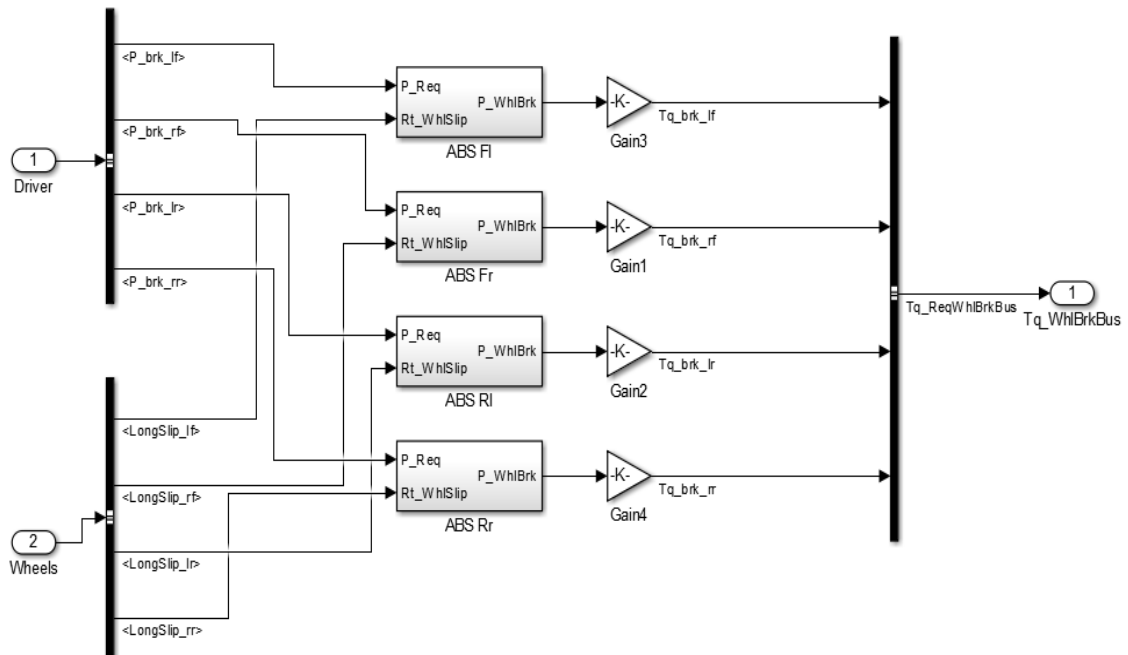 <P_brk_lf>
<P_brk_rf>
1
Driver
<P_brk_lr>
<P_brk_rr>
<LongSlip_lf>
<LongSlip_rf>
2
Wheels
<LongSlip_lr>
<LongSlip_rr>
P_Req
Rt_WhlSlip
P_WhlBrk
ABS Fl
-K-
Gain3
Tq_brk_lf
P_Req
Rt_WhlSlip
P_WhlBrk
ABS Fr
-K-
Gain1
Tq_brk_rf
P_Req
Rt_WhlSlip
P_WhlBrk
ABS Rl
-K-
Gain2
Tq_brk_lr
P_Req
Rt_WhlSlip
P_WhlBrk
ABS Rr
-K-
Gain4
Tq_brk_rr
Tq_ReqWhlBrkBus
1
Tq_WhlBrkBus